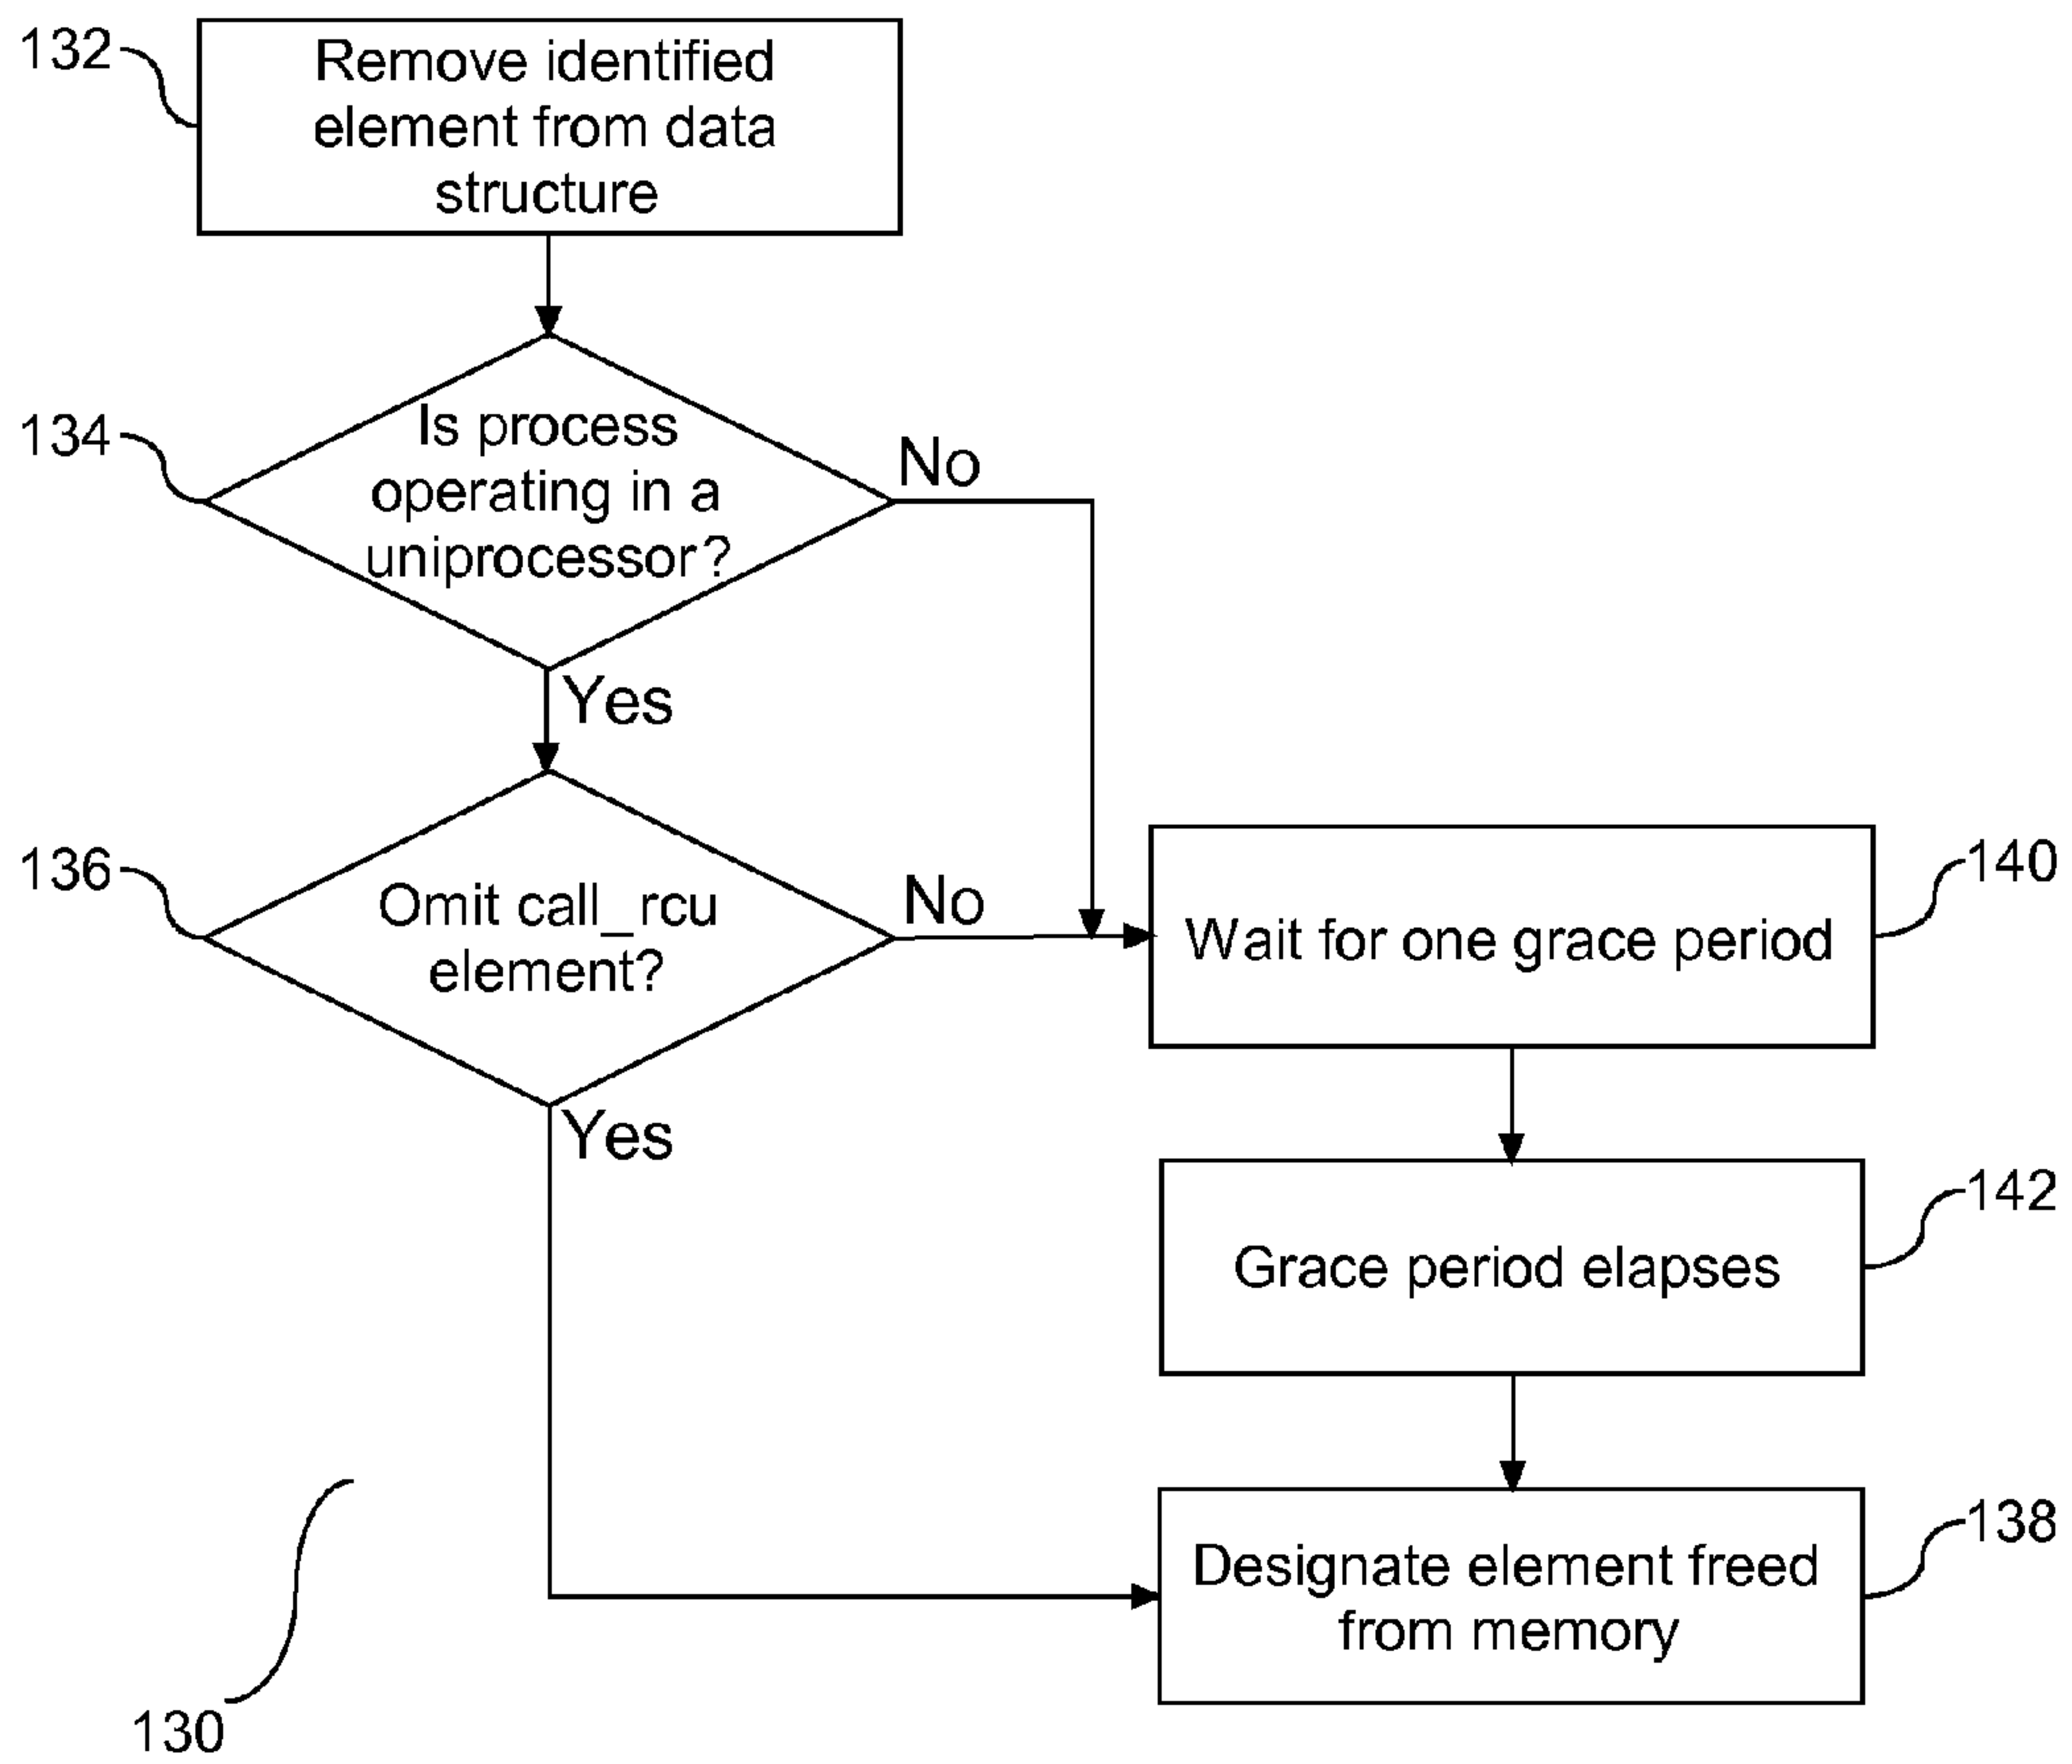 132
Remove identified
element from data
structure
134
Is process
operating in a
uniprocessor?
No
Yes
136
Omit call_rcu
element?
No
Yes
140
Wait for one grace period
142
Grace period elapses
138
Designate element freed
from memory
130